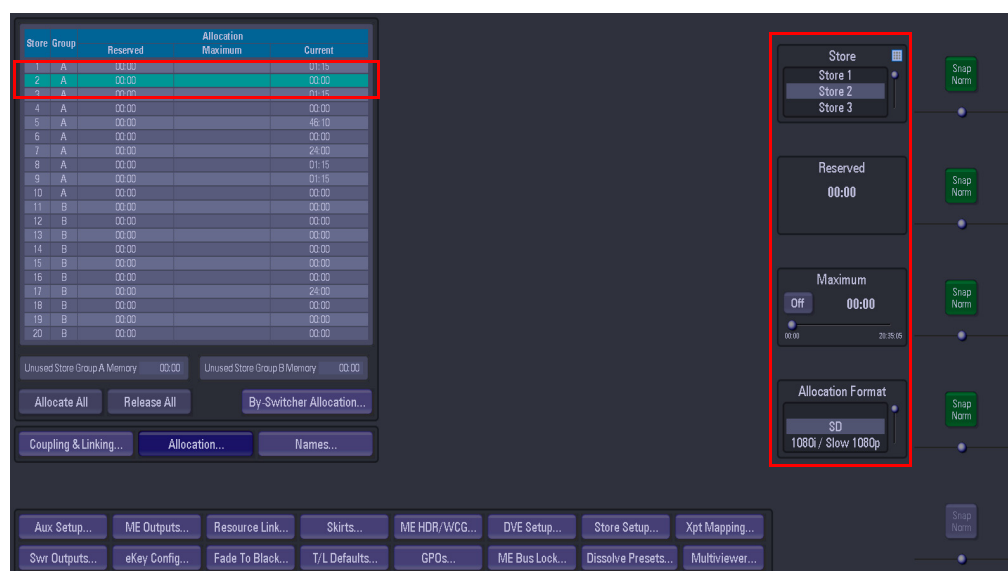 Allocation
Store Group Reserved Maximum Current
1 A 00:00 01:15
2 A 00:00 00:00
3 A 00:00 01:15
4 A 00:00 00:00
5 A 00:00 46:10
6 A 00:00 00:00
7 A 00:00 24:00
8 A 00:00 01:15
9 A 00:00 01:15
10 A 00:00 00:00
11 B 00:00 00:00
12 B 00:00 00:00
13 B 00:00 00:00
14 B 00:00 00:00
15 B 00:00 00:00
16 B 00:00 00:00
17 B 00:00 24:00
18 B 00:00 00:00
19 B 00:00 00:00
20 B 00:00 00:00
Unused Store Group A Memory 00:00 Unused Store Group B Memory 00:00
Allocate All Release All By-Switcher Allocation...
Coupling & Linking... Allocation... Names...
Store
Store 1
Store 2
Store 3
Reserved
00:00
Maximum
Off 00:00
00:00 20:35:05
Allocation Format
SD
1080i / Slow 1080p
Snap
Norm
Snap
Norm
Snap
Norm
Snap
Norm
Snap
Norm
Aux Setup... ME Outputs... Resource Link... Skirts... ME HDR/WCG... DVE Setup... Store Setup... Xpt Mapping...
Swr Outputs... eKey Config... Fade To Black... T/L Defaults... GPOs... ME Bus Lock... Dissolve Presets... Multiviewer...